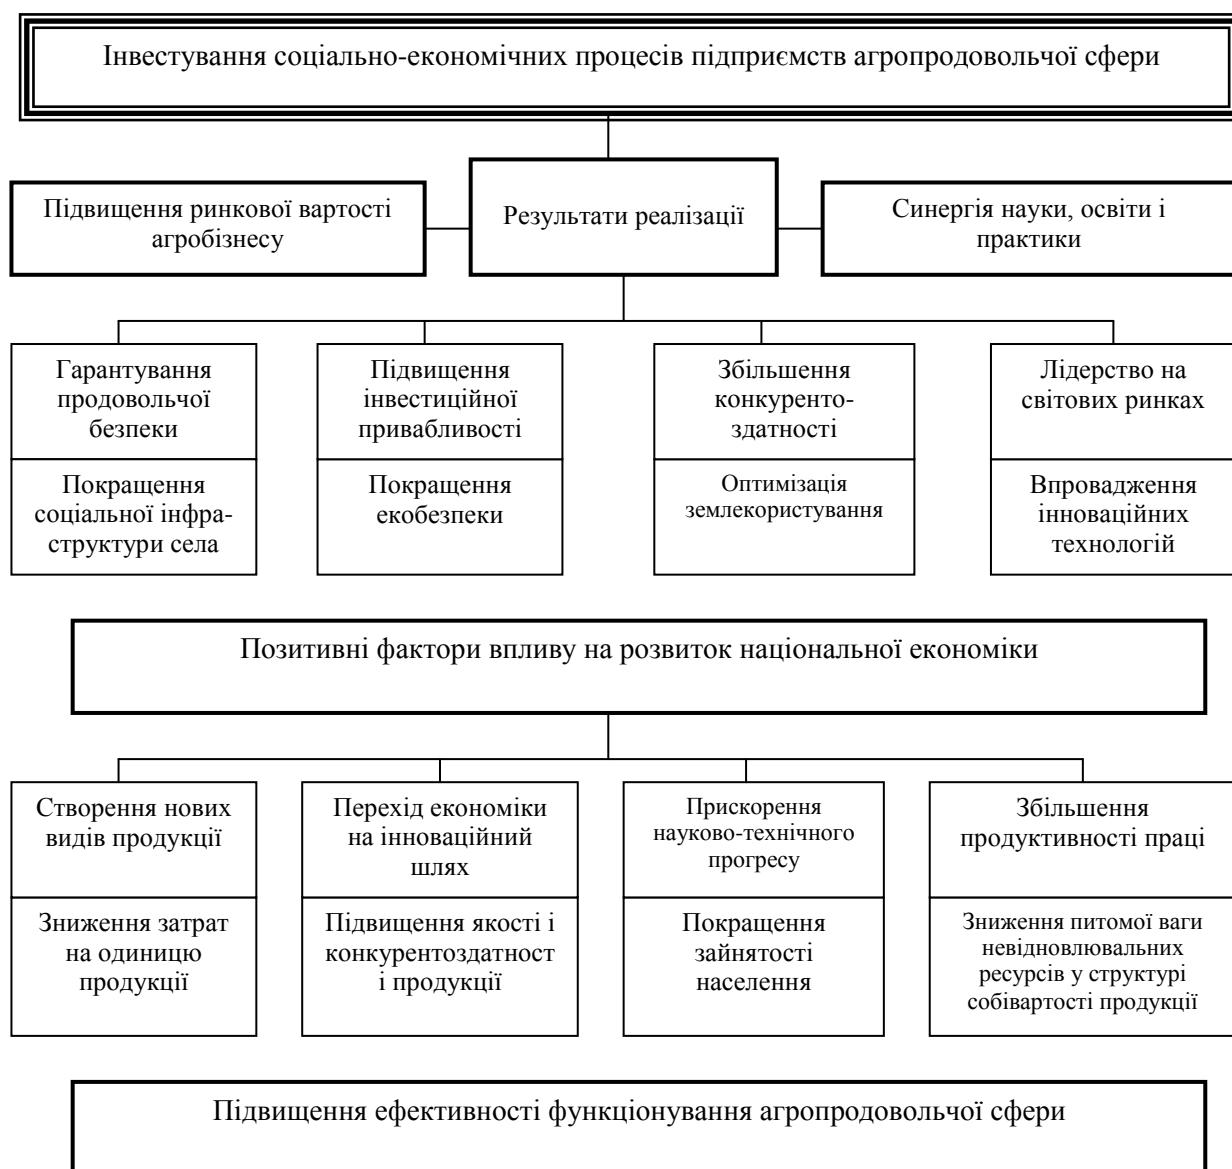 Інвестування соціально-економічних процесів підприємств агропродовольчої сфери
Підвищення ринкової вартості
агробізнесу
Результати реалізації
Синергія науки, освіти і
практики
Гарантування
продовольчої
безпеки
Підвищення
інвестиційної
привабливості
Збільшення
конкуренто-
здатності
Лідерство на
світових ринках
Покращення
соціальної інфра-
структури села
Покращення
екобезпеки
Оптимізація
землекористування
Впровадження
інноваційних
технологій
Позитивні фактори впливу на розвиток національної економіки
Створення нових
видів продукції
Перехід економіки
на інноваційний
шлях
Прискорення
науково-технічного
прогресу
Збільшення
продуктивності праці
Зниження затрат
на одиницю
продукції
Підвищення якості і
конкурентоздатност
і продукції
Покращення
зайнятості
населення
Зниження питомої ваги
невідновлювальних
ресурсів у структурі
собівартості продукції
Підвищення ефективності функціонування агропродовольчої сфери